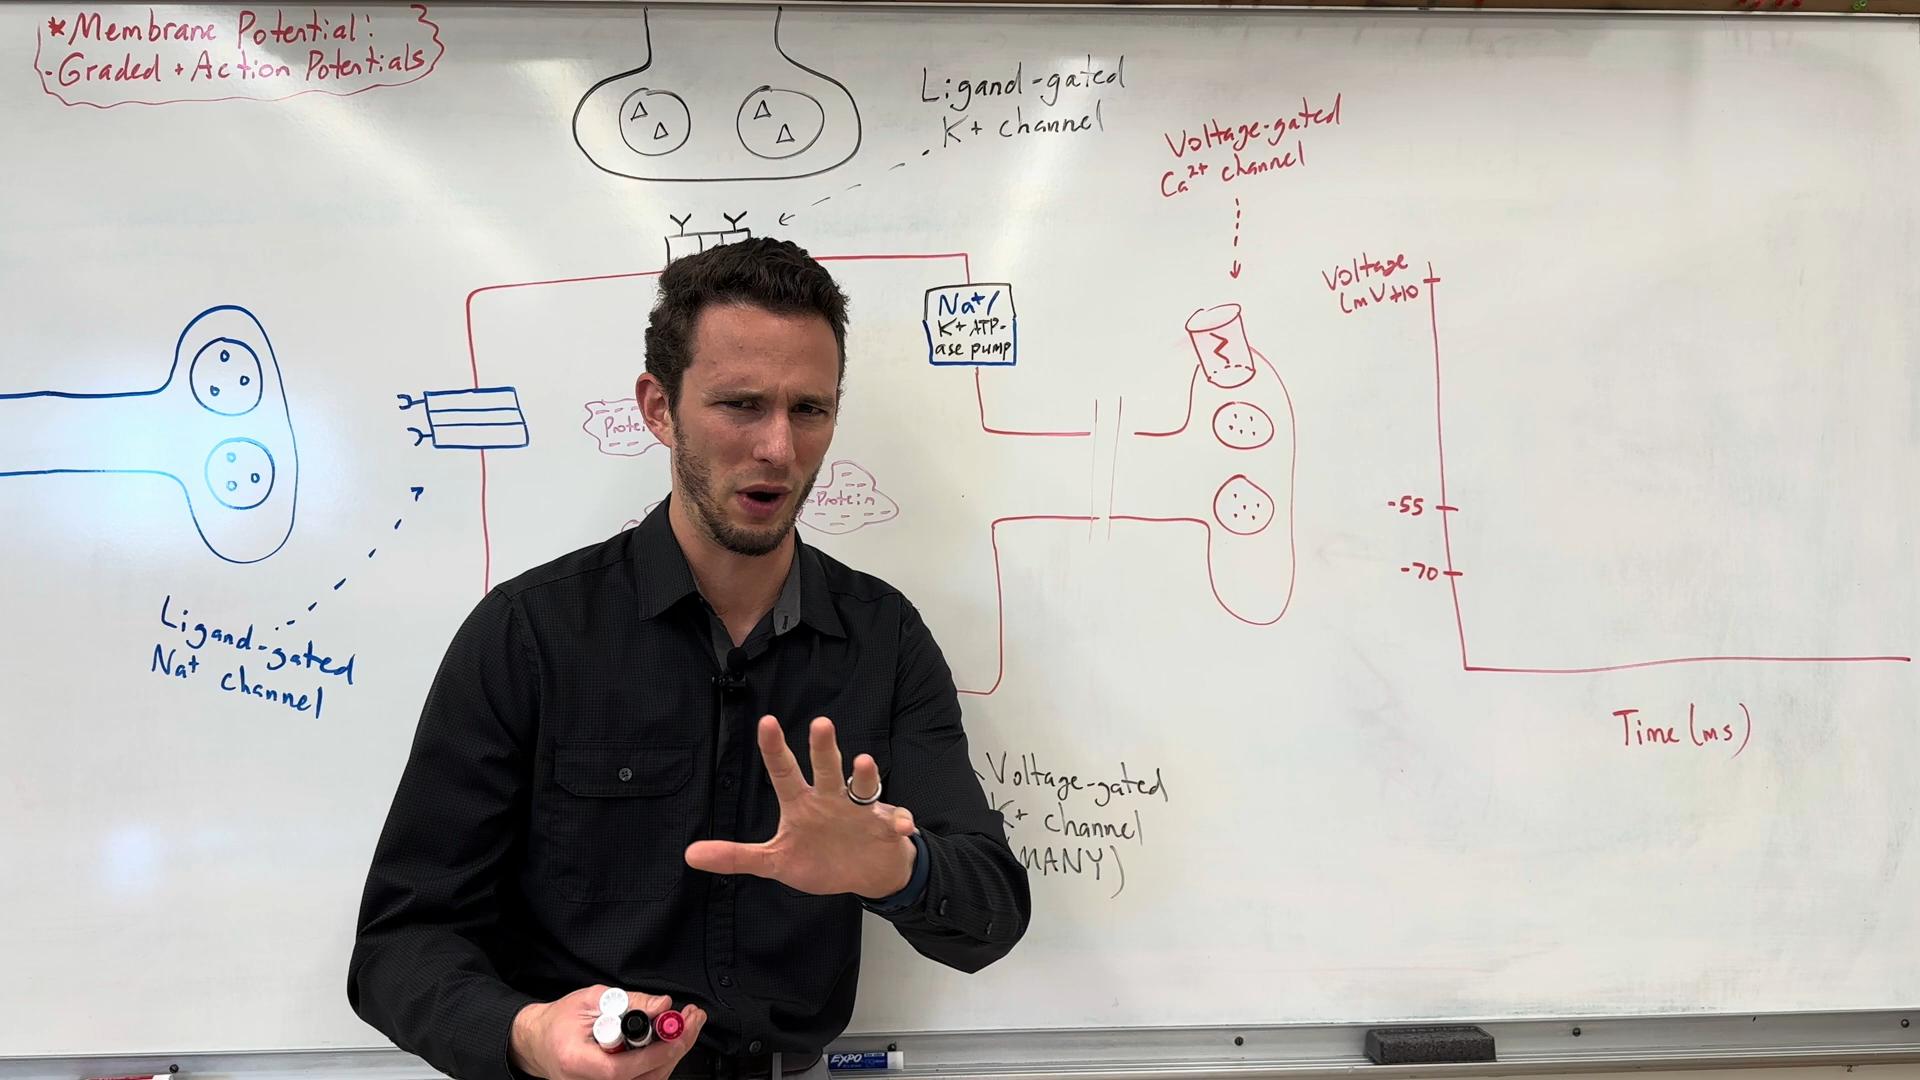 *Membrane Potential:
-Graded + Action Potentials
Ligand-gated
K+ channel
Voltage-gated
Ca²⁺ channel
Na⁺/
K+ ATP-
ase pump
Voltage
(mV)
+10
-55
-70
Time (ms)
Protein
Ligand-gated
Na⁺ channel
Voltage-gated
K+ channel
(MANY)
EXPO